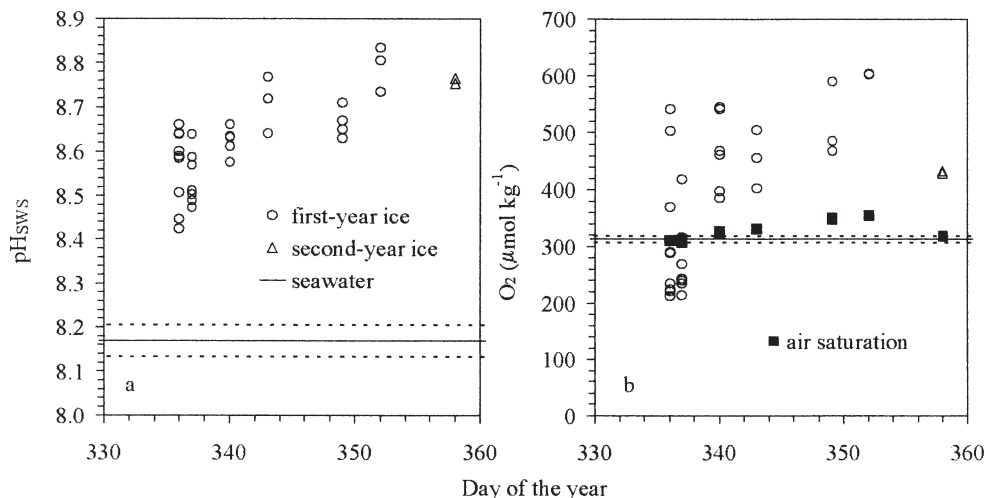 8.9
8.8
8.7
8.6
8.5
8.4
8.3
8.2
8.1
8.0
pHSWS
330
340
350
360
first-year ice
second-year ice
seawater
a
700
600
500
400
300
200
100
0
O2 (μmol kg-1)
330
340
350
360
air saturation
b
Day of the year